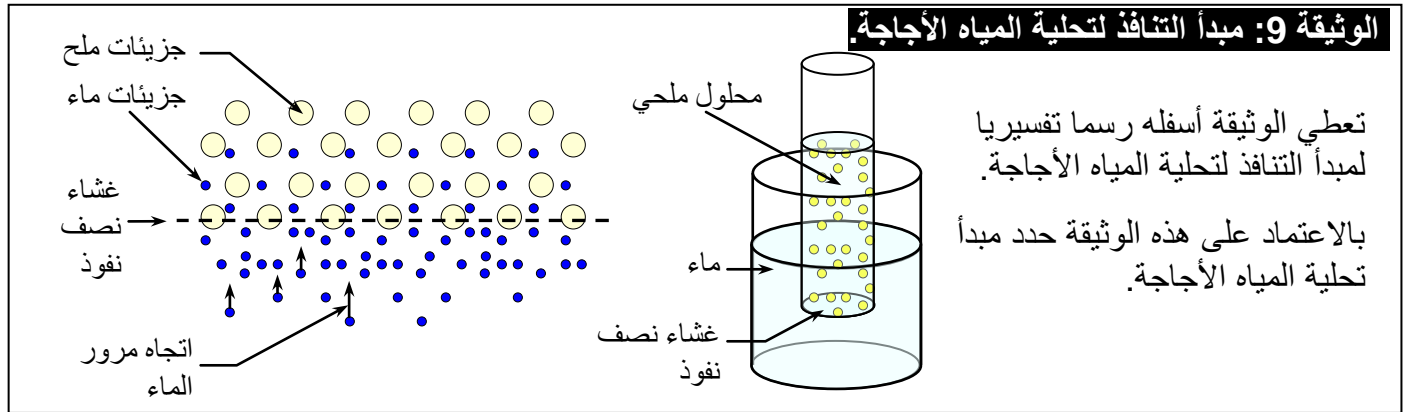 الوثيقة 9: مبدأ التنافذ لتحلية المياه الأجاجة.
تعطي الوثيقة أسفله رسما تفسيريا
لمبدأ التنافذ لتحلية المياه الأجاجة.
بالاعتماد على هذه الوثيقة حدد مبدأ
تحلية المياه الأجاجة.
محلول ملحي
ماء
غشاء نصف
نفوذ
جزيئات ملح
جزيئات ماء
غشاء
نصف
نفوذ
اتجاه مرور
الماء